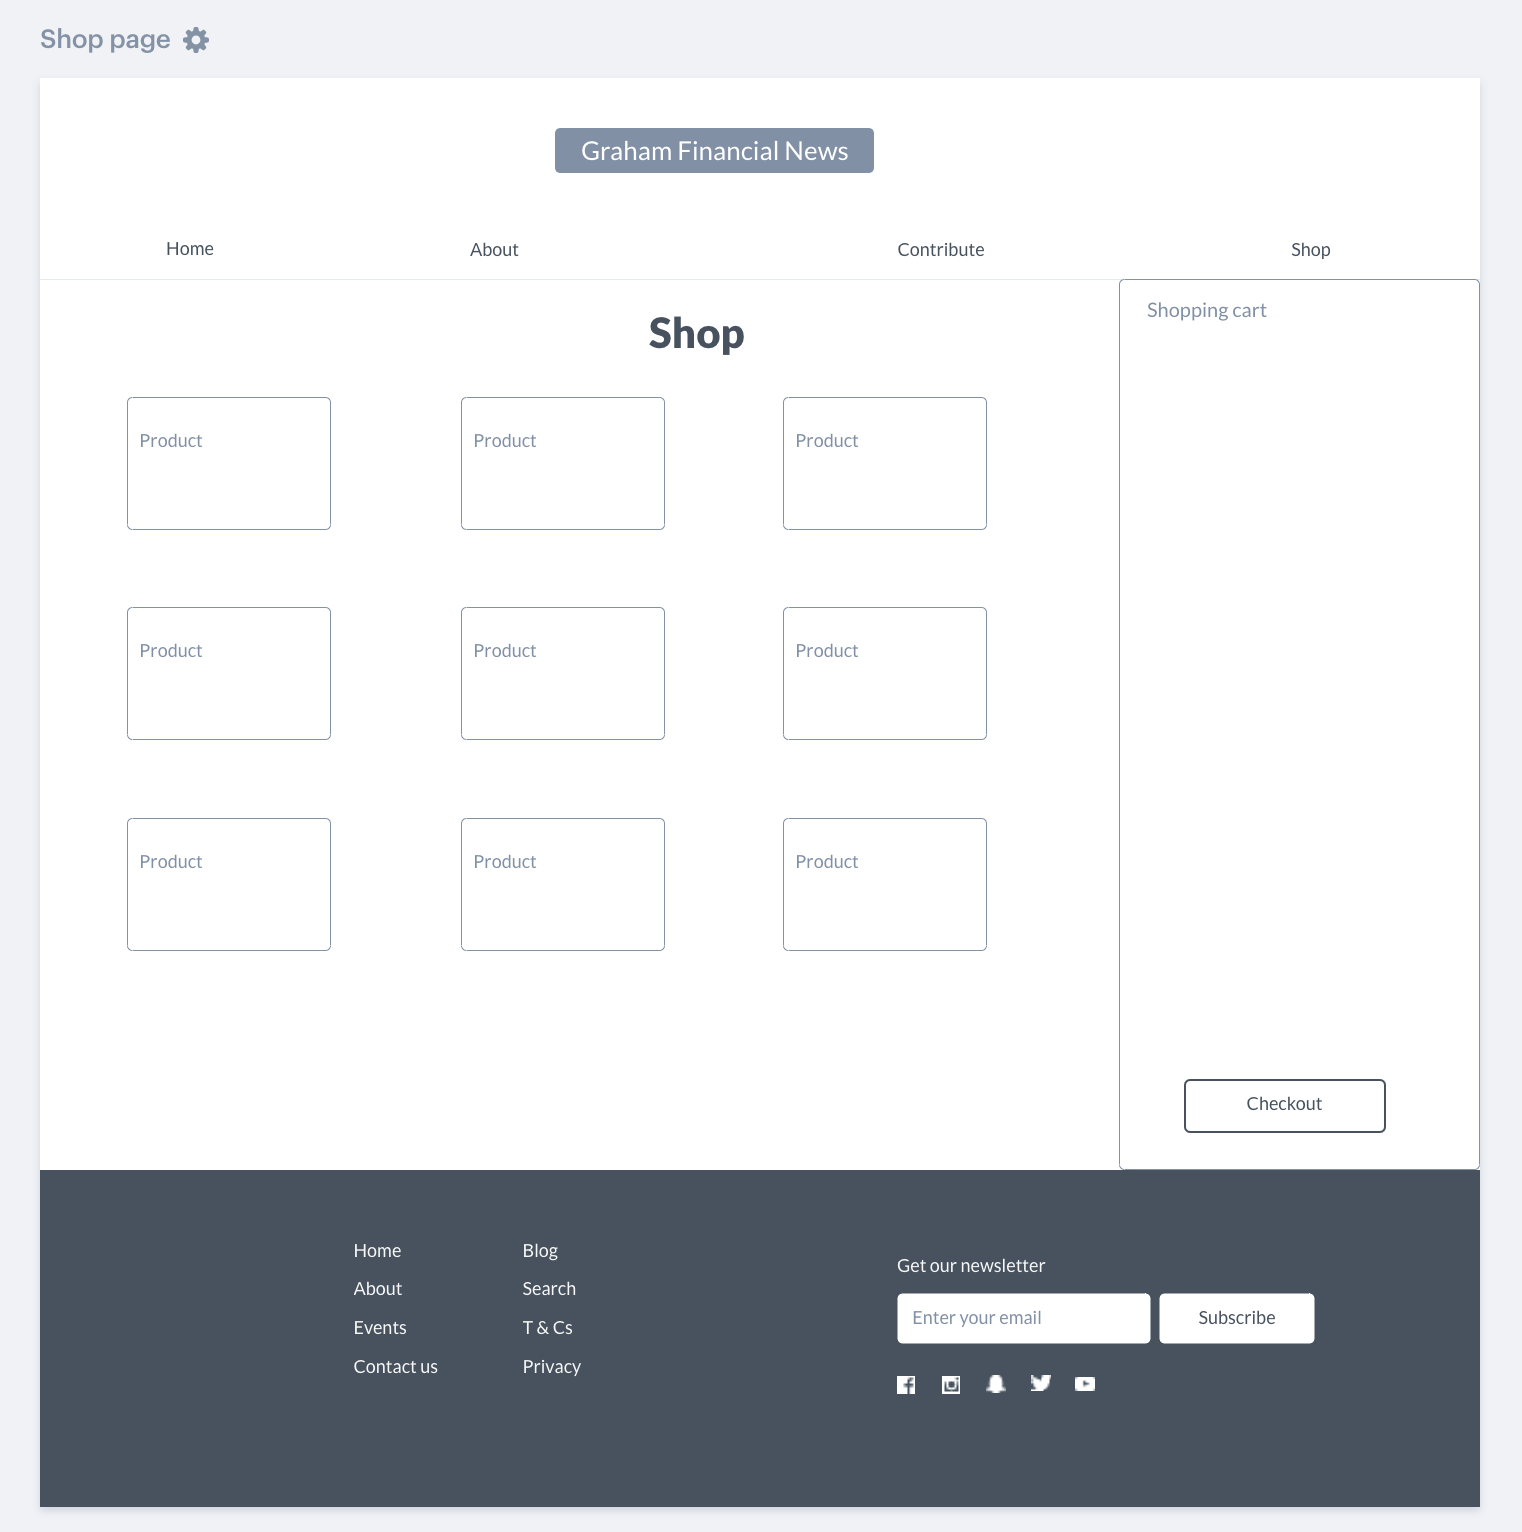 Shop page
Graham Financial News
Home About Contribute Shop
Shop
Shopping cart
Product Product Product
Product Product Product
Product Product Product
Checkout
Home
About
Events
Contact us
Blog
Search
T & Cs
Privacy
Get our newsletter
Enter your email Subscribe